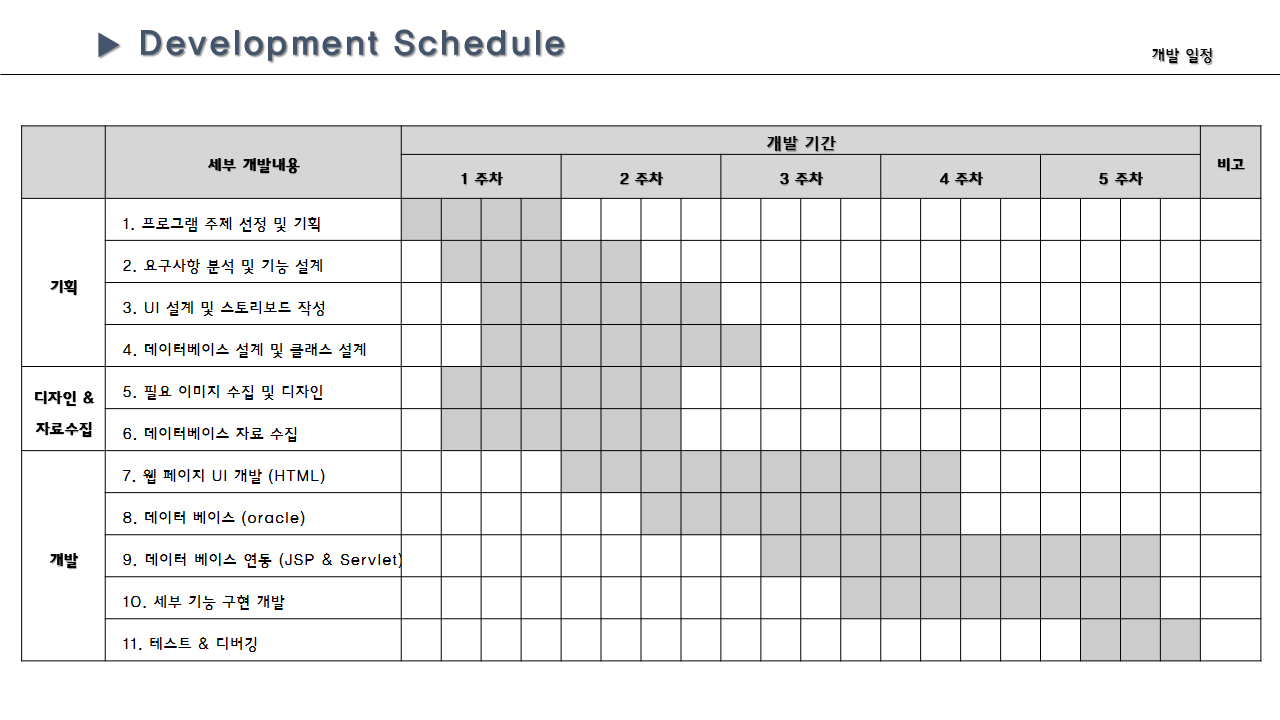 ▶ Development Schedule
개발 일정
세부 개발내용
개발 기간
비고
1 주차
2 주차
3 주차
4 주차
5 주차
기획
1. 프로그램 주제 선정 및 기획
2. 요구사항 분석 및 기능 설계
3. UI 설계 및 스토리보드 작성
4. 데이터베이스 설계 및 클래스 설계
디자인 &
자료수집
5. 필요 이미지 수집 및 디자인
6. 데이터베이스 자료 수집
개발
7. 웹 페이지 UI 개발 (HTML)
8. 데이터 베이스 (oracle)
9. 데이터 베이스 연동 (JSP & Servlet)
10. 세부 기능 구현 개발
11. 테스트 & 디버깅